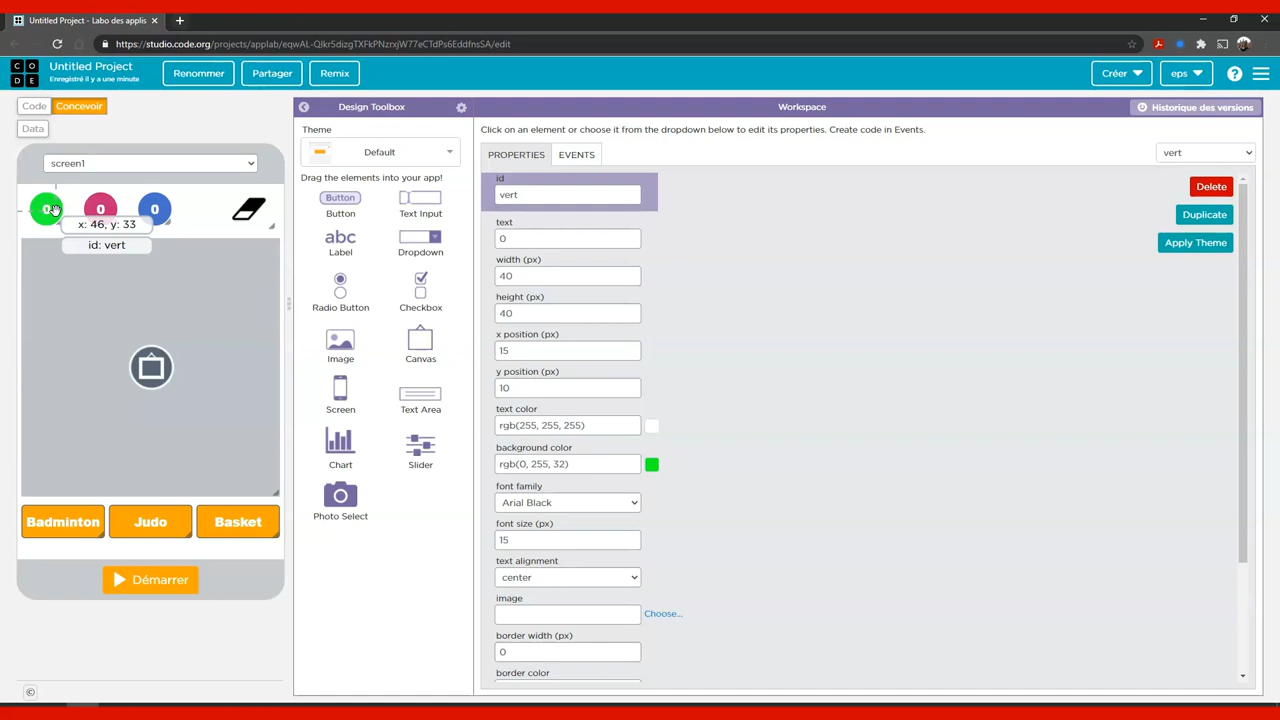 Untitled Project - Labo des applis
https://studio.code.org/projects/applab/eqwAL-QIkr5dizgTXFkPNzrxjW77eCTdPs6EddfnsSA/edit
CODE
Untitled Project
Enregistré il y a une minute
Renommer
Partager
Remix
Créer
eps
Code
Concevoir
Data
Design Toolbox
Workspace
Historique des versions
screen1
0
0
0
x: 46, y: 33
id: vert
Badminton
Judo
Basket
Démarrer
Theme
Default
Drag the elements into your app!
Button
Button
Text Input
abc
Label
Dropdown
Radio Button
Checkbox
Image
Canvas
Screen
Text Area
Chart
Slider
Photo Select
Click on an element or choose it from the dropdown below to edit its properties. Create code in Events.
PROPERTIES
EVENTS
vert
id
vert
text
0
width (px)
40
height (px)
40
x position (px)
15
y position (px)
10
text color
rgb(255, 255, 255)
background color
rgb(0, 255, 32)
font family
Arial Black
font size (px)
15
text alignment
center
image
Choose...
border width (px)
0
border color
Delete
Duplicate
Apply Theme
©